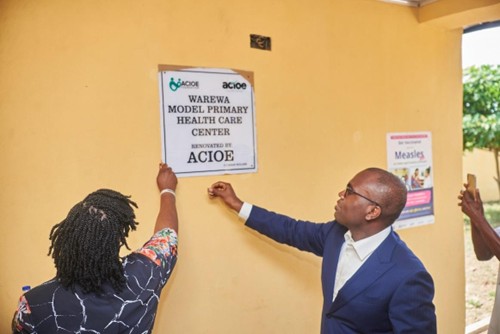 ACIOE
acioe
WAREWA
MODEL PRIMARY
HEALTH CARE
CENTER
RENOVATED BY
ACIOE
Measles